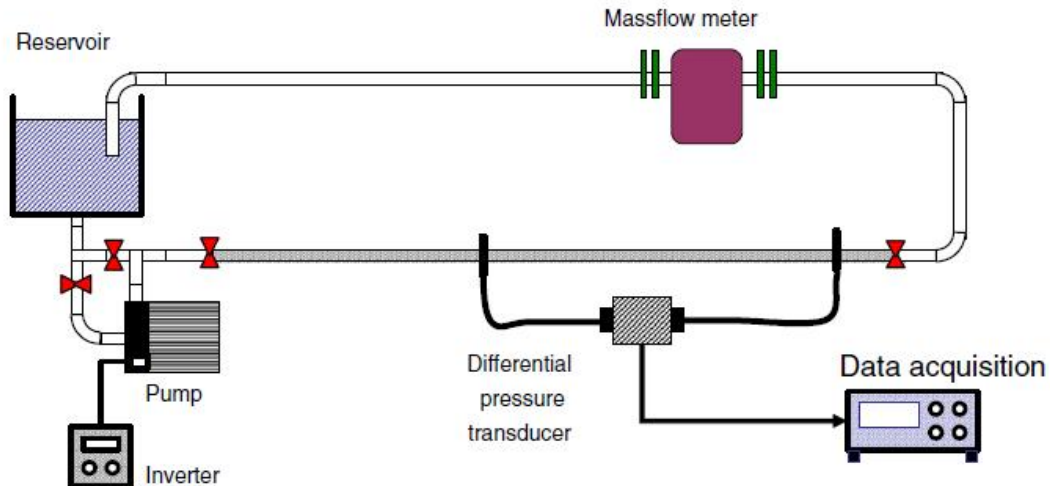 Massflow meter
Reservoir
Differential
pressure
transducer
Data acquisition
Pump
Inverter